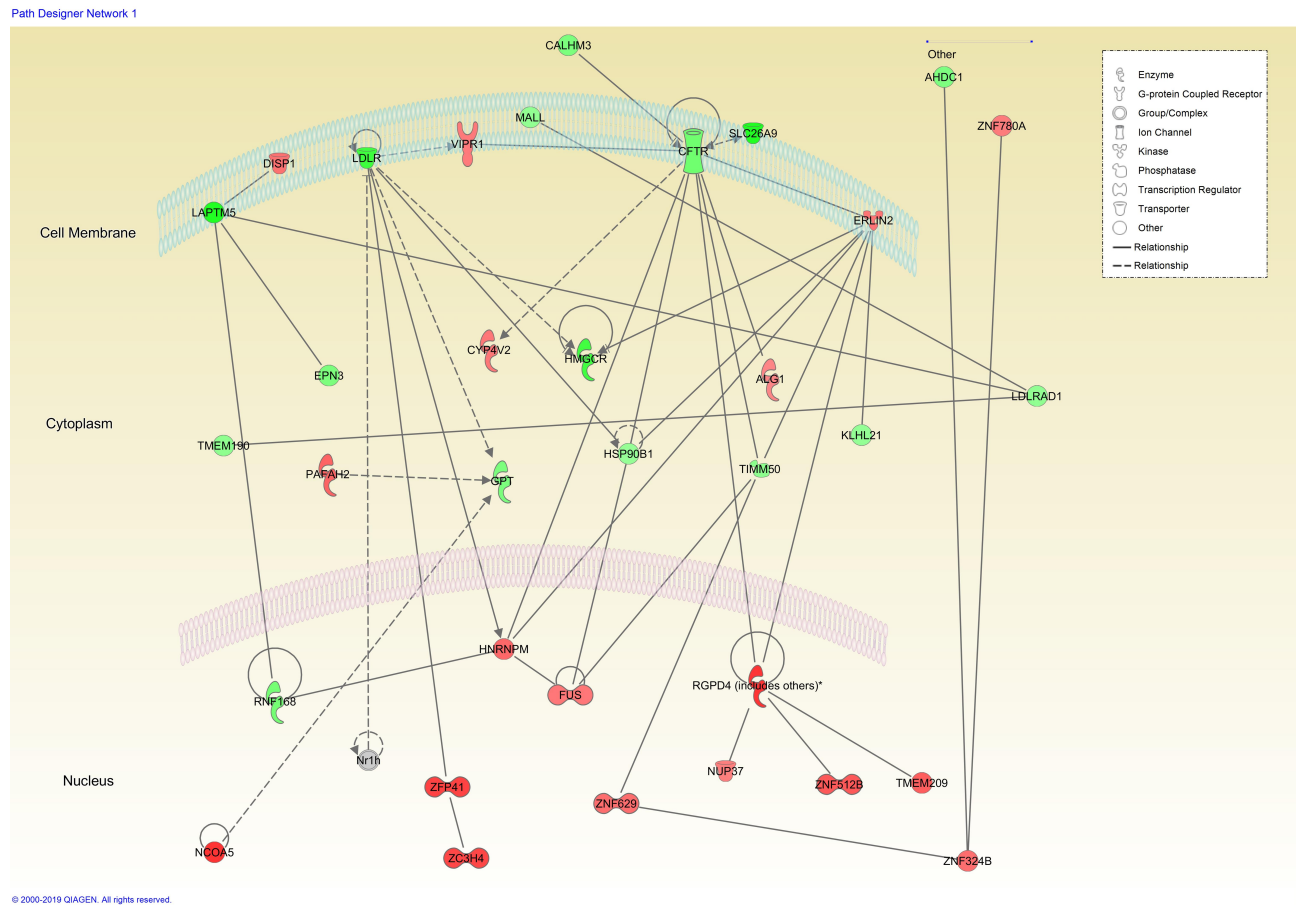 Path Designer Network 1
CALHM3
Other
AHDC1
Enzyme
G-protein Coupled Receptor
Group/Complex
Ion Channel
Kinase
Phosphatase
Transcription Regulator
Transporter
Other
Relationship
Relationship
MALL
ZNF780A
SLC26A9
VIPR1
CFTR
LDLR
DISP1
LAPTM5
ERLIN2
Cell Membrane
CYP4V2
HMGCR
EPN3
ALG1
LDLRAD1
Cytoplasm
KLHL21
TMEM190
HSP90B1
TIMM50
PAFAH2
GPT
HNRNPM
RGPD4 (includes others)*
FUS
RNF168
Nr1h
NUP37
Nucleus
ZFP41
ZNF512B
TMEM209
ZNF629
NCOA5
ZC3H4
ZNF324B
© 2000-2019 QIAGEN. All rights reserved.